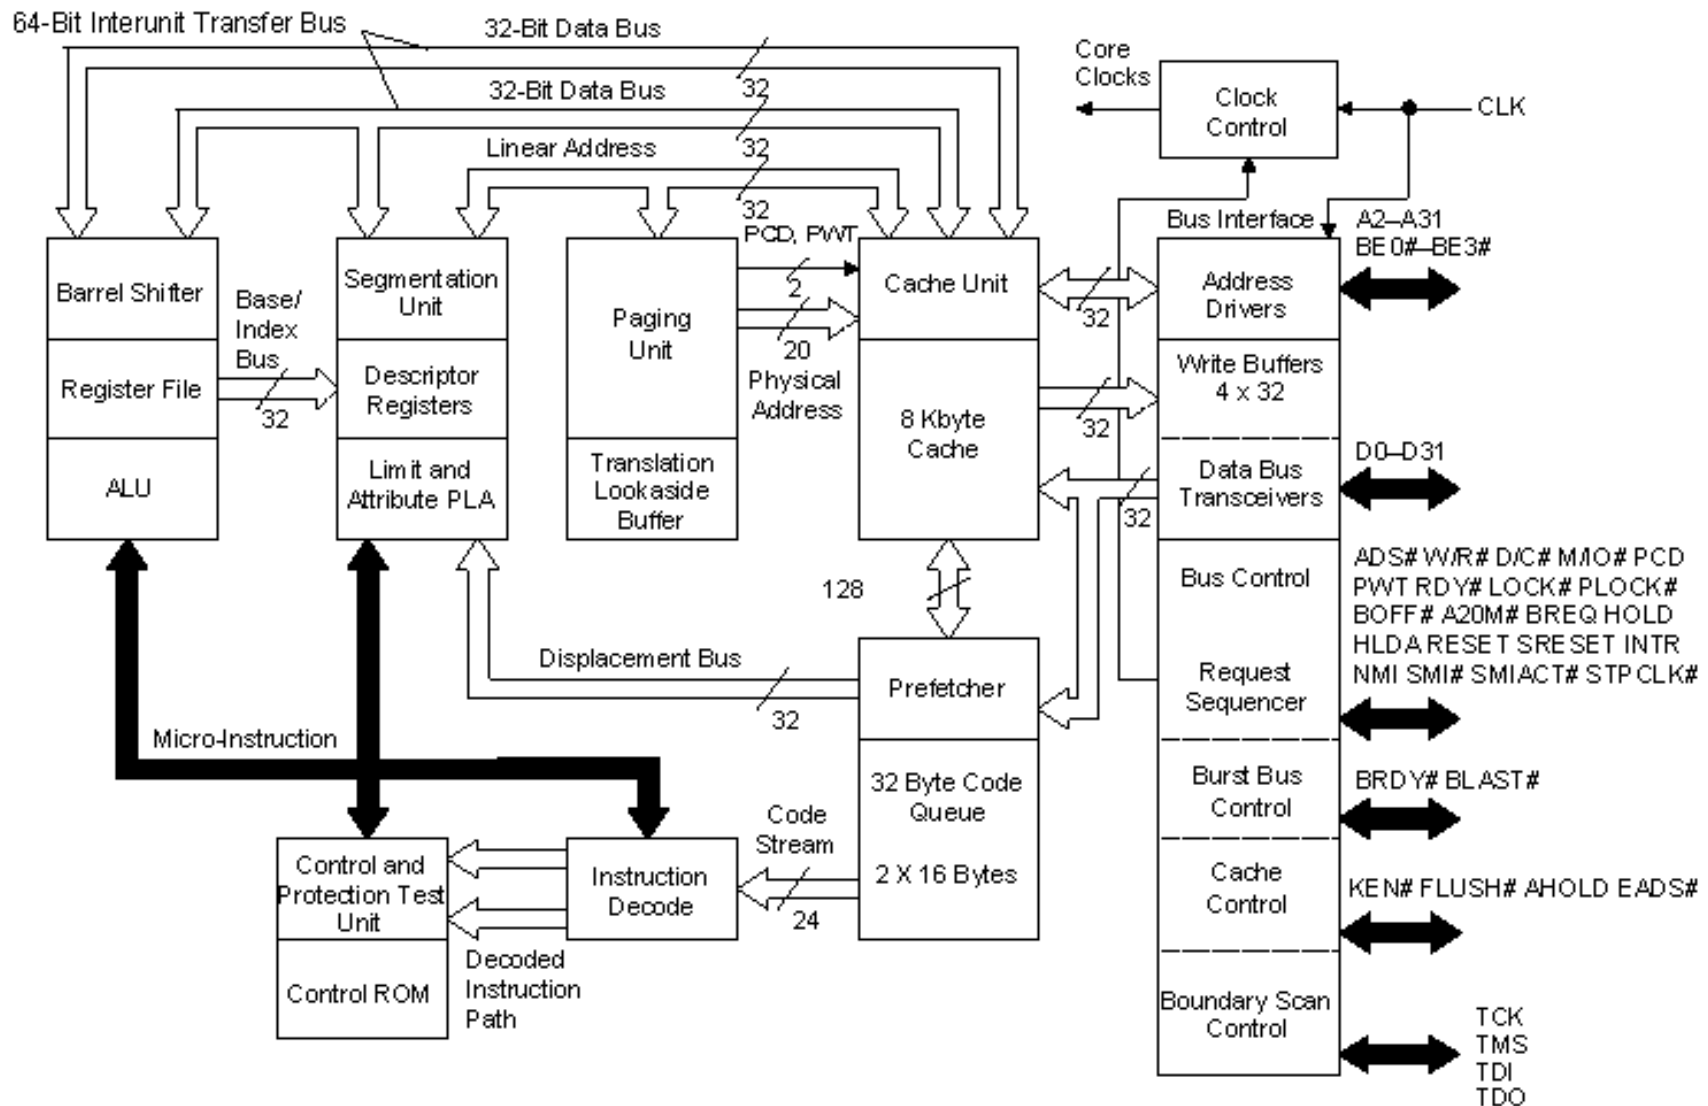 64-Bit Interunit Transfer Bus
32-Bit Data Bus
32
32-Bit Data Bus
32
Linear Address
32
Core
Clocks
Clock
Control
CLK
PCD, PWT
2
20
Physical
Address
Barrel Shifter
Register File
ALU
Base/
Index
Bus
32
Segmentation
Unit
Descriptor
Registers
Limit and
Attribute PLA
Paging
Unit
Translation
Lookaside
Buffer
Cache Unit
8 Kbyte
Cache
32
32
32
128
Bus Interface
Address
Drivers
Write Buffers
4 x 32
Data Bus
Transceivers
Bus Control
Request
Sequencer
Burst Bus
Control
Cache
Control
Boundary Scan
Control
A2–A31
BE0#–BE3#
D0–D31
ADS# W/R# D/C# M/IO# PCD
PWT RDY# LOCK# PLOCK#
BOFF# A20M# BREQ HOLD
HLDA RESET SRESET INTR
NMI SMI# SMIACT# STPCLK#
BRDY# BLAST#
KEN# FLUSH# AHOLD EADS#
TCK
TMS
TDI
TDO
Displacement Bus
32
Prefetcher
32 Byte Code
Queue
2 X 16 Bytes
Micro-Instruction
Code
Stream
24
Instruction
Decode
Control and
Protection Test
Unit
Control ROM
Decoded
Instruction
Path